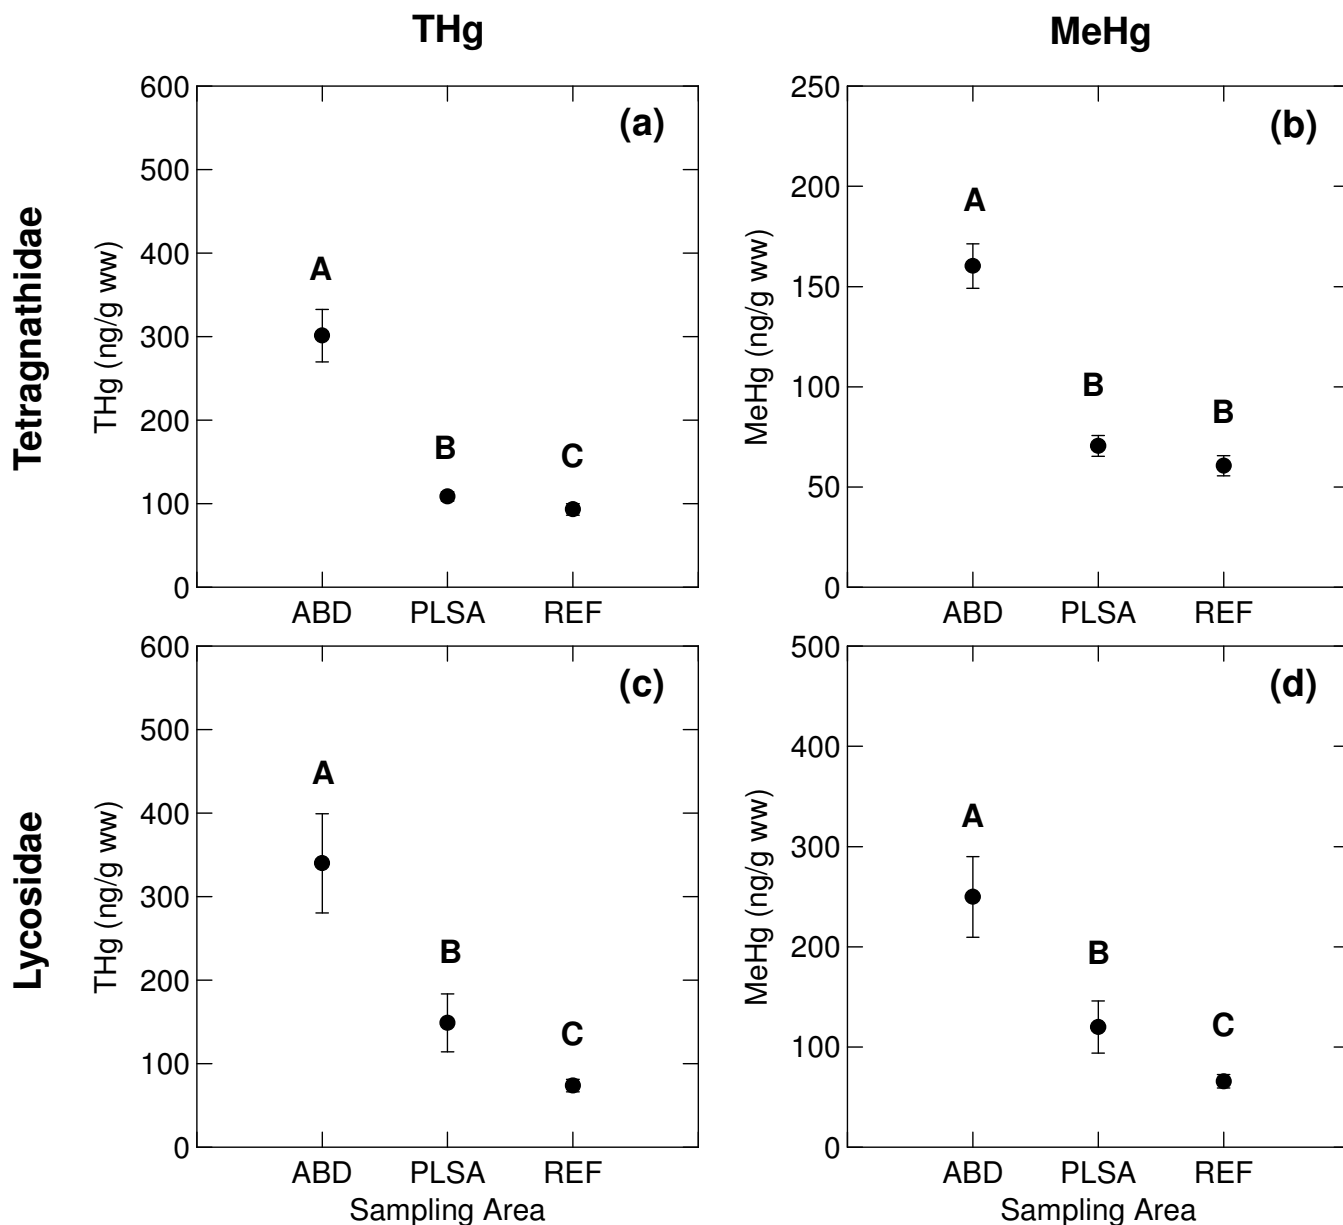 THg
MeHg
Tetragnathidae
THg (ng/g ww)
600
500
400
300
200
100
0
(a)
A
B
C
ABD PLSA REF
MeHg (ng/g ww)
250
200
150
100
50
0
(b)
A
B
B
ABD PLSA REF
Lycosidae
THg (ng/g ww)
600
500
400
300
200
100
0
(c)
A
B
C
ABD PLSA REF
Sampling Area
MeHg (ng/g ww)
500
400
300
200
100
0
(d)
A
B
C
ABD PLSA REF
Sampling Area